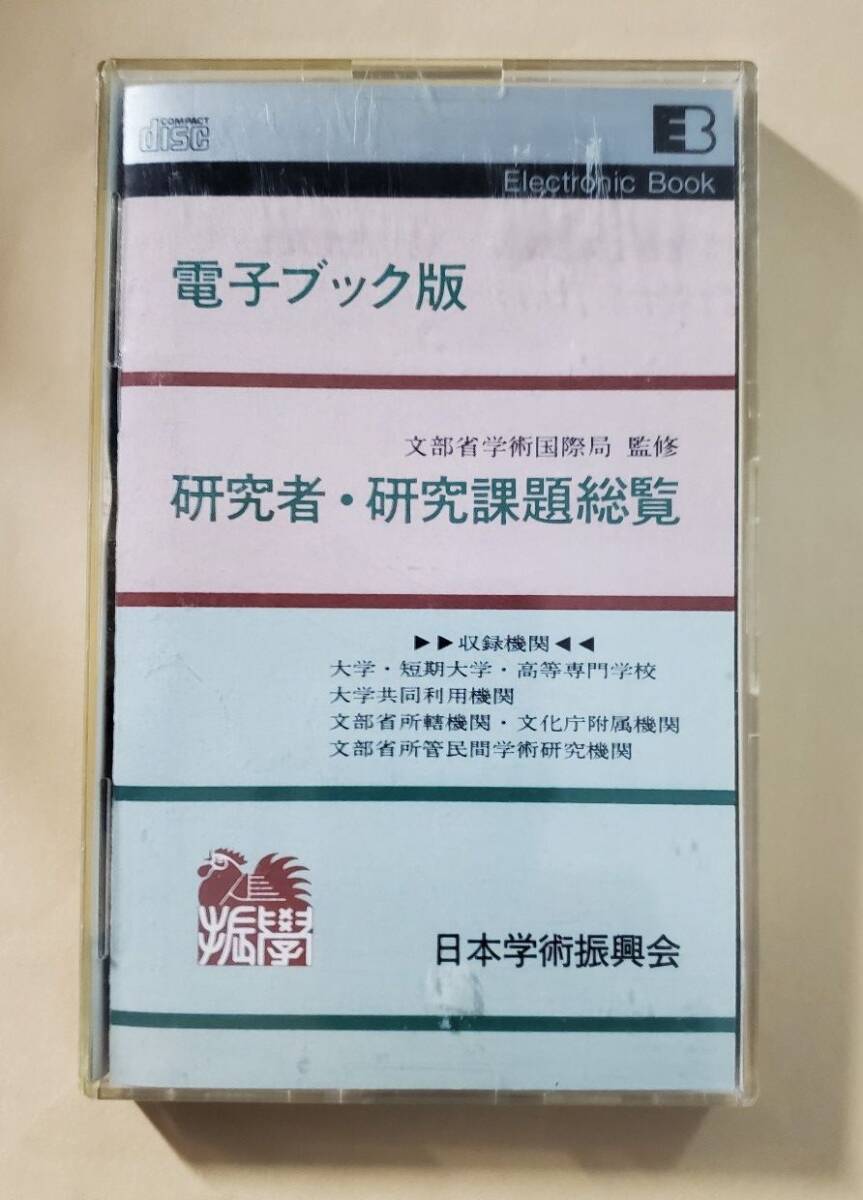 COMPACT
disc
EB
Electronic Book
電子ブック版
文部省学術国際局 監修
研究者・研究課題総覧
▶▶収録機関◀◀
大学・短期大学・高等専門学校
大学共同利用機関
文部省所轄機関・文化庁附属機関
文部省所管民間学術研究機関
振學
日本学術振興会